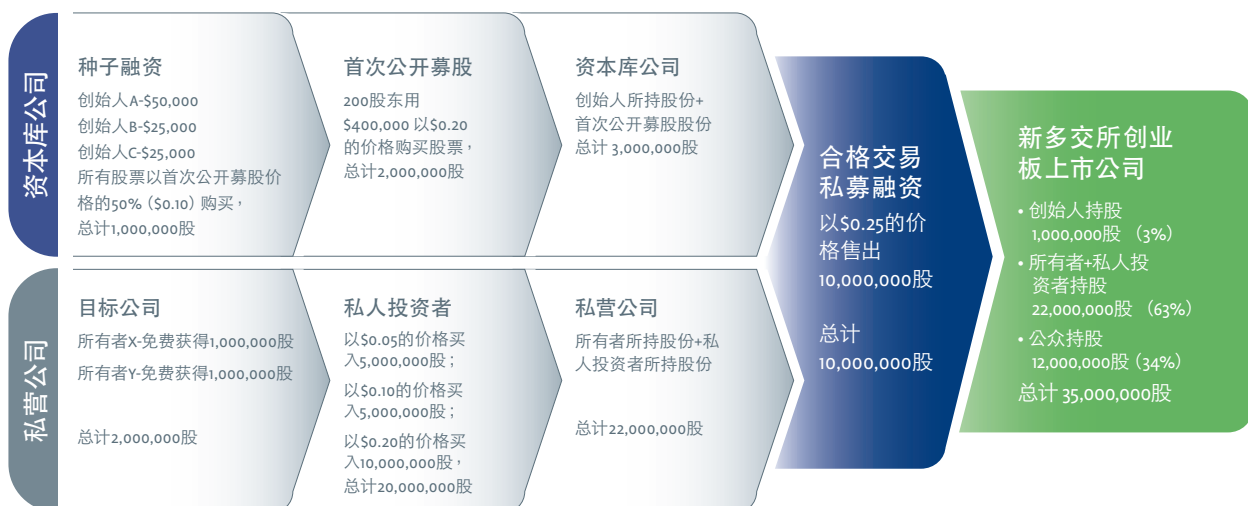 资本库公司
种子融资
创始人A-$50,000
创始人B-$25,000
创始人C-$25,000
所有股票以首次公开募股价
格的50%（$0.10）购买，
总计1,000,000股
首次公开募股
200股东用
$400,000 以$0.20
的价格购买股票，
总计2,000,000股
资本库公司
创始人所持股份+
首次公开募股股份
总计 3,000,000股
私营公司
目标公司
所有者X-免费获得1,000,000股
所有者Y-免费获得1,000,000股
总计2,000,000股
私人投资者
以$0.05的价格买
入5,000,000股；
以$0.10的价格买
入5,000,000股；
以$0.20的价格买
入10,000,000股，
总计20,000,000股
私营公司
所有者所持股份+私
人投资者所持股份
总计22,000,000股
合格交易
私募融资
以$0.25的价
格售出
10,000,000股
总计
10,000,000股
新多交所创业
板上市公司
• 创始人持股
1,000,000股 （3%）
• 所有者+私人投
资者持股
22,000,000股 （63%）
• 公众持股
12,000,000股 (34%）
总计 35,000,000股